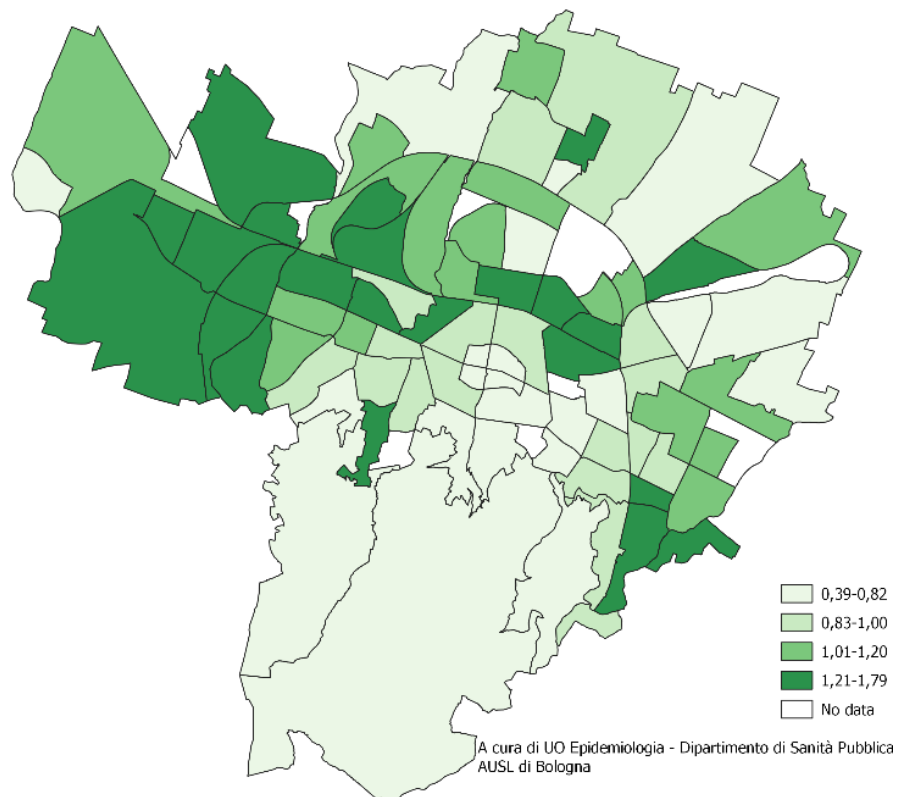 0,39-0,82
0,83-1,00
1,01-1,20
1,21-1,79
No data
A cura di UO Epidemiologia - Dipartimento di Sanità Pubblica
AUSL di Bologna